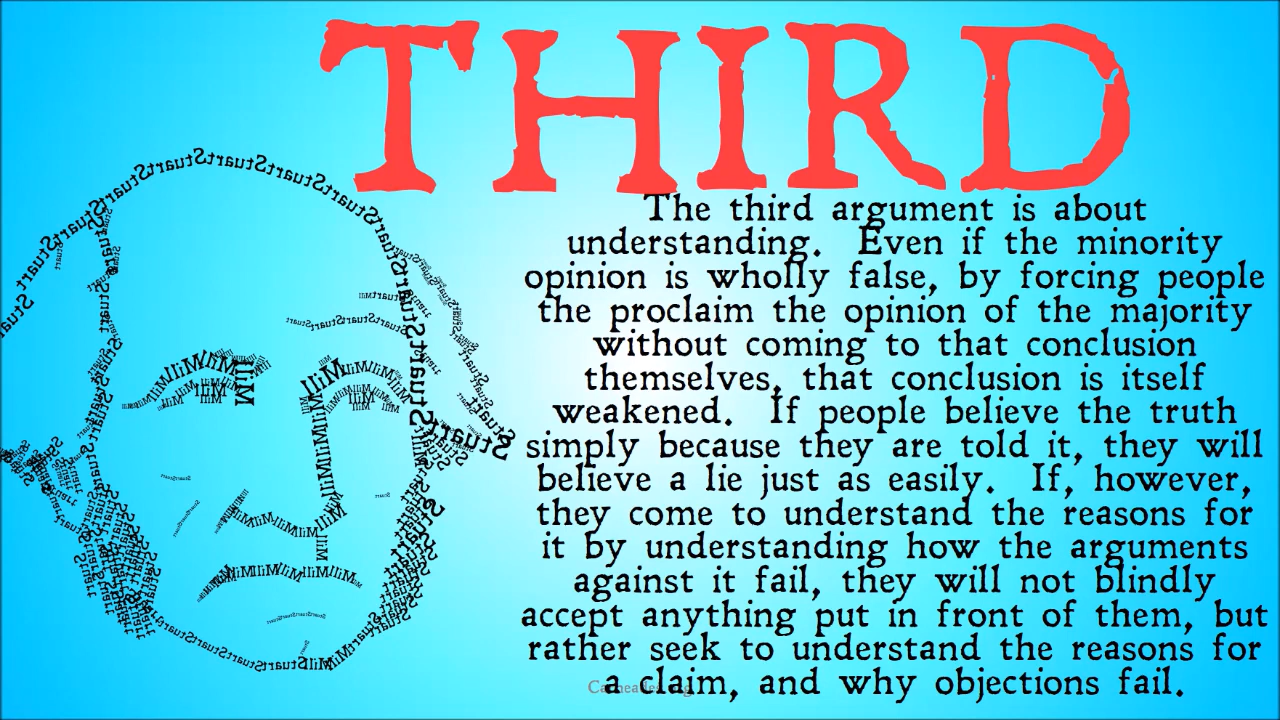 THIRD
The third argument is about
understanding. Even if the minority
opinion is wholly false, by forcing people
the proclaim the opinion of the majority
without coming to that conclusion
themselves, that conclusion is itself
weakened. If people believe the truth
simply because they are told it, they will
believe a lie just as easily. If, however,
they come to understand the reasons for
it by understanding how the arguments
against it fail, they will not blindly
accept anything put in front of them, but
rather seek to understand the reasons for
a claim, and why objections fail.
Carneades.org